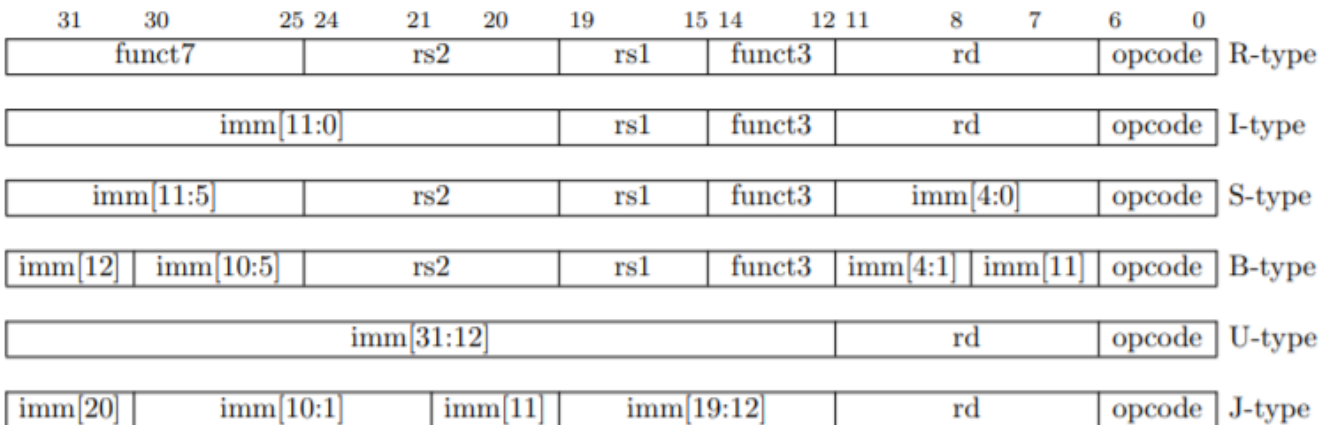 31 30 25 24 21 20 19 15 14 12 11 8 7 6 0
funct7 rs2 rs1 funct3 rd opcode R-type
imm[11:0] rs1 funct3 rd opcode I-type
imm[11:5] rs2 rs1 funct3 imm[4:0] opcode S-type
imm[12] imm[10:5] rs2 rs1 funct3 imm[4:1] imm[11] opcode B-type
imm[31:12] rd opcode U-type
imm[20] imm[10:1] imm[11] imm[19:12] rd opcode J-type